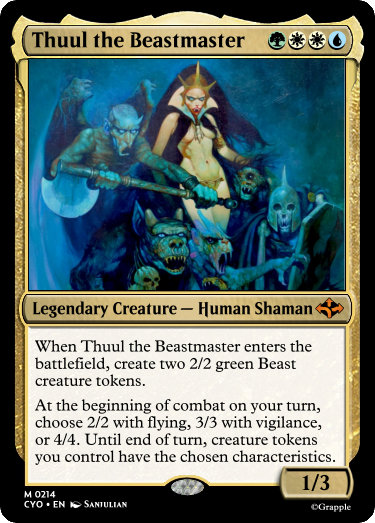 Thuul the Beastmaster
Legendary Creature — Human Shaman
When Thuul the Beastmaster enters the
battlefield, create two 2/2 green Beast
creature tokens.
At the beginning of combat on your turn,
choose 2/2 with flying, 3/3 with vigilance,
or 4/4. Until end of turn, creature tokens
you control have the chosen characteristics.
1/3
M 0214
CYO • EN Sanjulian
©Grapple